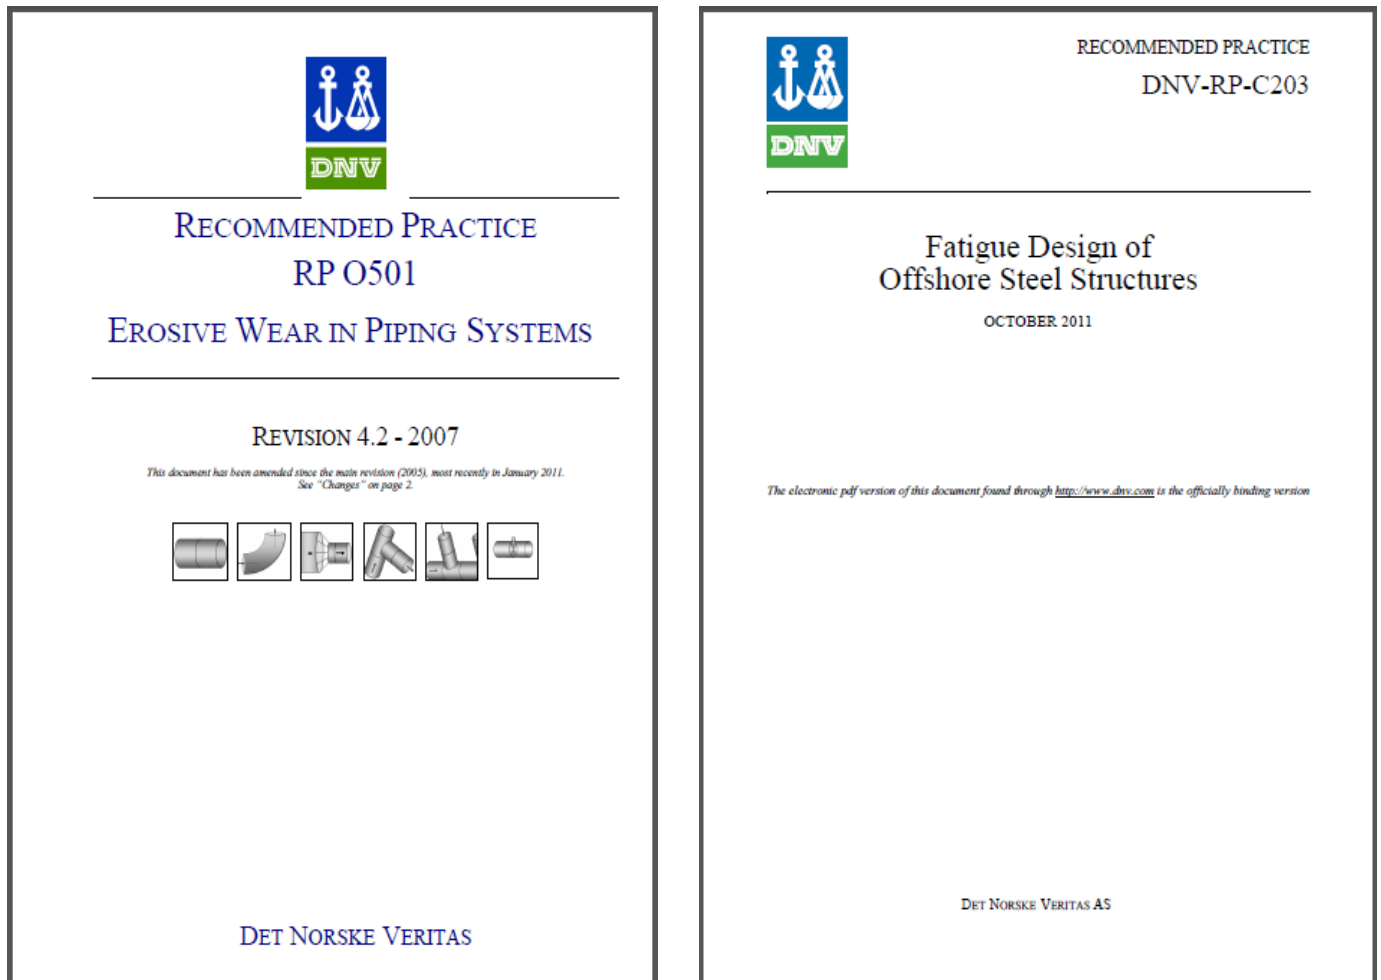 DNV
RECOMMENDED PRACTICE
RP O501
EROSIVE WEAR IN PIPING SYSTEMS
REVISION 4.2 - 2007
This document has been amended since the main revision (2005), most recently in January 2011.
See "Changes" on page 2.
DET NORSKE VERITAS
DNV
RECOMMENDED PRACTICE
DNV-RP-C203
Fatigue Design of
Offshore Steel Structures
OCTOBER 2011
The electronic pdf version of this document found through http://www.dnv.com is the officially binding version
DET NORSKE VERITAS AS